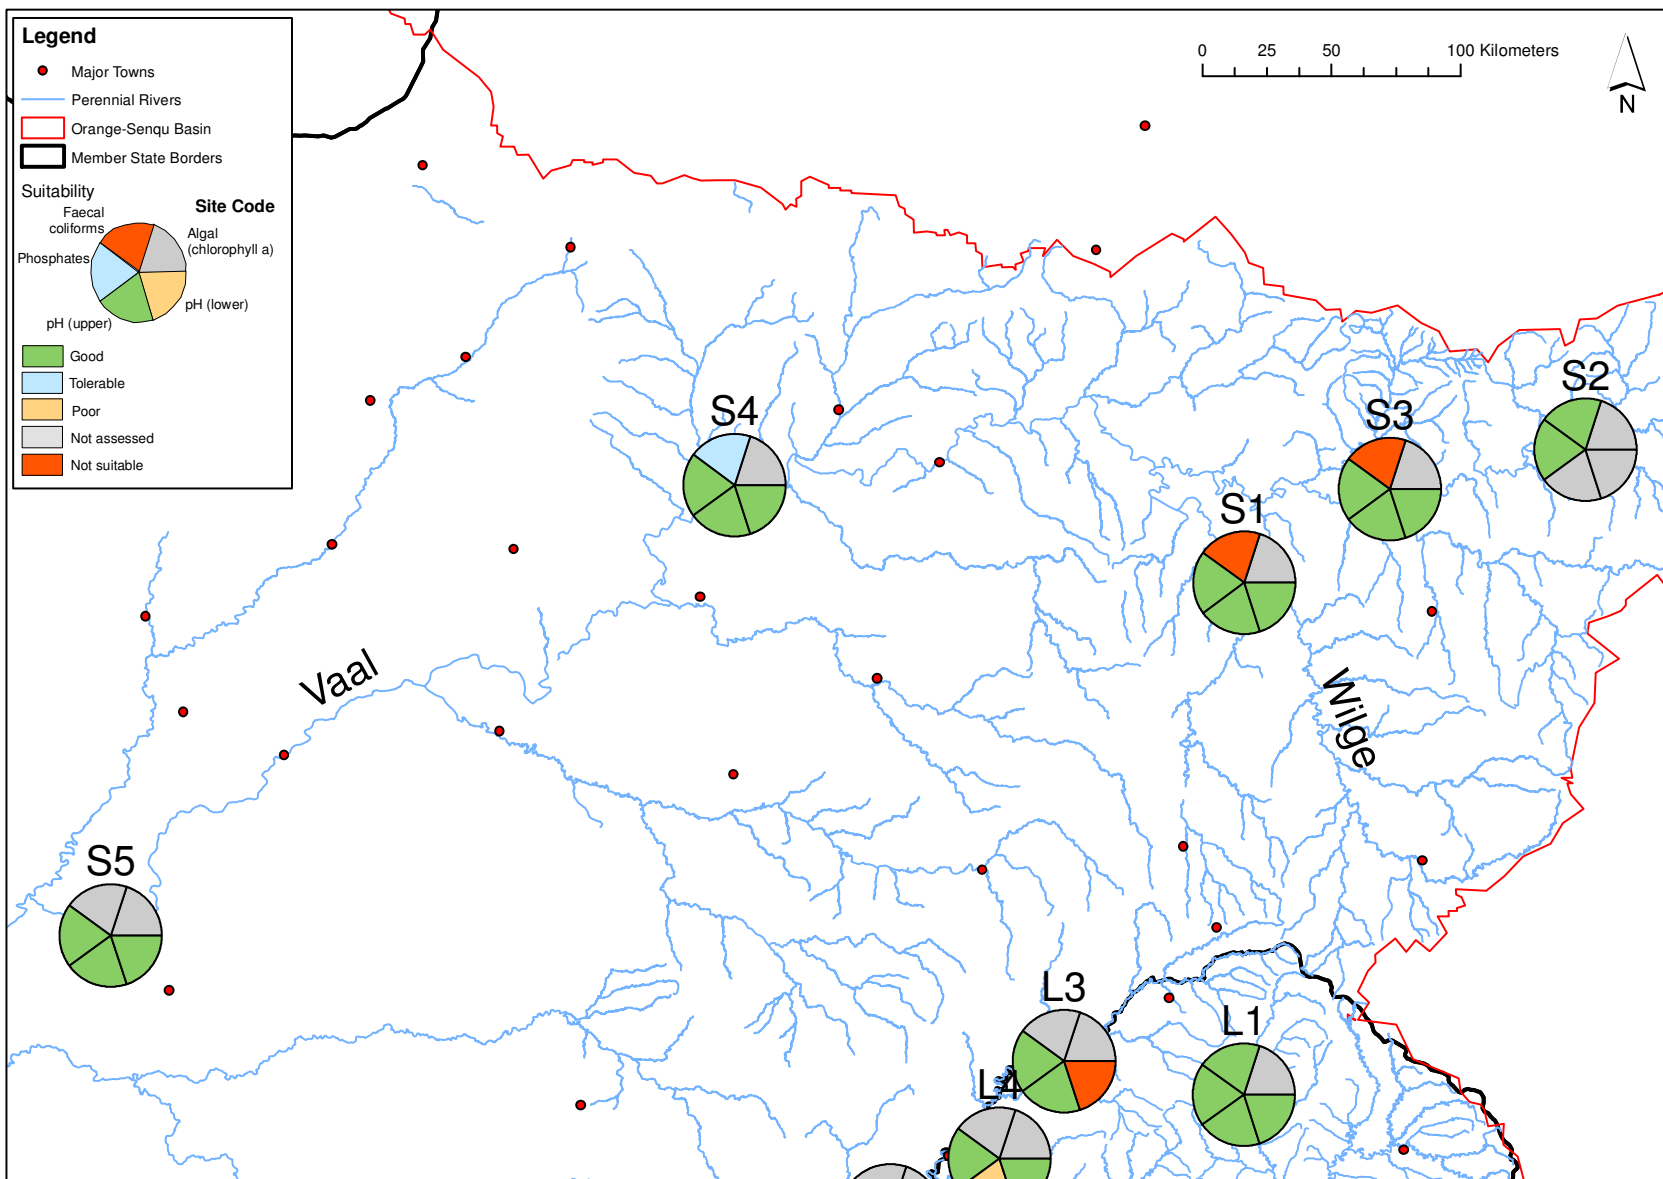 Legend
Major Towns
Perennial Rivers
Orange-Senqu Basin
Member State Borders
Suitability
Site Code
Faecal
coliforms
Algal
(chlorophyll a)
Phosphates
pH (lower)
pH (upper)
Good
Tolerable
Poor
Not assessed
Not suitable
0 25 50 100 Kilometers
N
S2
S4
S3
S1
Vaal
Wilge
S5
L3
L1
L4